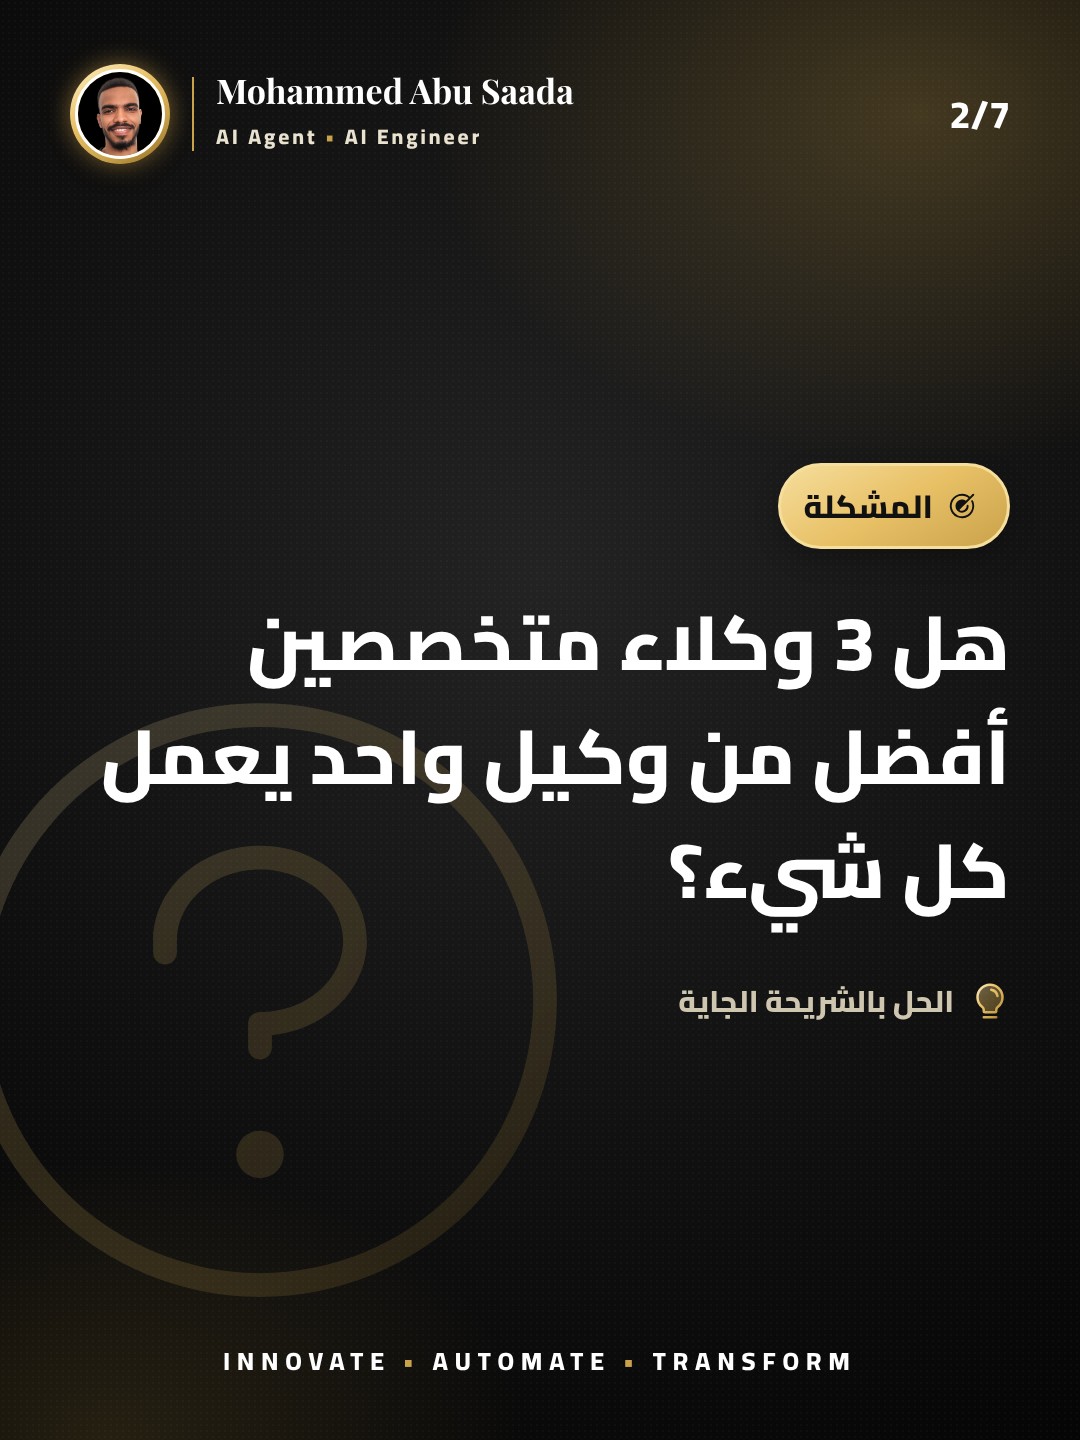 Mohammed Abu Saada
AI Agent ▪ AI Engineer
2/7
المشكلة
هل 3 وكلاء متخصصين
أفضل من وكيل واحد يعمل
كل شيء؟
الحل بالشريحة الجاية
INNOVATE ▪ AUTOMATE ▪ TRANSFORM